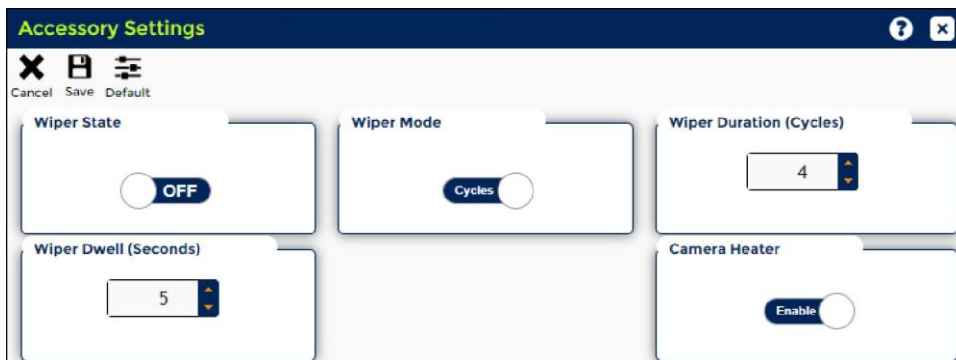 Accessory Settings
Cancel Save Default
Wiper State
OFF
Wiper Mode
Cycles
Wiper Duration (Cycles)
4
Wiper Dwell (Seconds)
5
Camera Heater
Enable